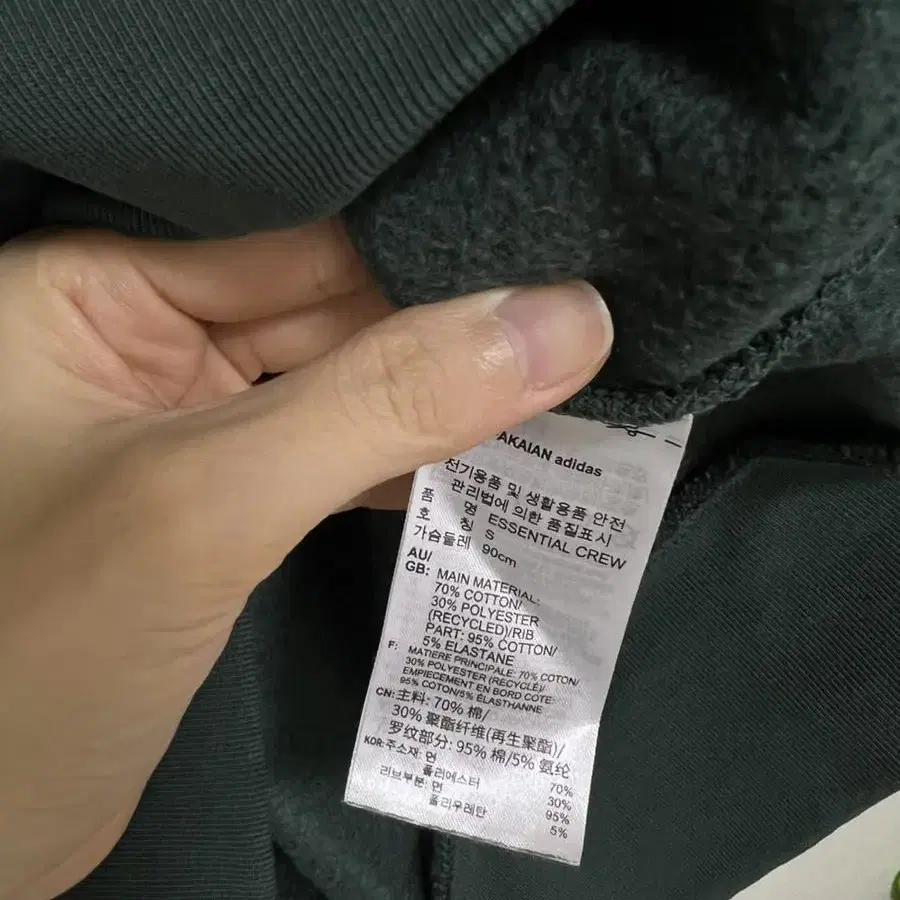 AKAIAN adidas
전기용품 및 생활용품 안전
관리법에 의한 품질표시
품 명 ESSENTIAL CREW
호 칭 S
가슴둘레 90cm
AU/
GB: MAIN MATERIAL:
70% COTTON/
30% POLYESTER
(RECYCLED)/RIB
PART: 95% COTTON/
5% ELASTANE
F: MATIERE PRINCIPALE: 70% COTON/
30% POLYESTER (RECYCLÉ)/
EMPIECEMENT EN BORD COTE:
95% COTON/5% ÉLASTHANNE
CN: 主料: 70% 棉/
30% 聚酯纤维(再生聚酯)/
罗纹部分: 95% 棉/5% 氨纶
KOR: 주소재: 면 70%
폴리에스터 30%
리브부분: 면 95%
폴리우레탄 5%